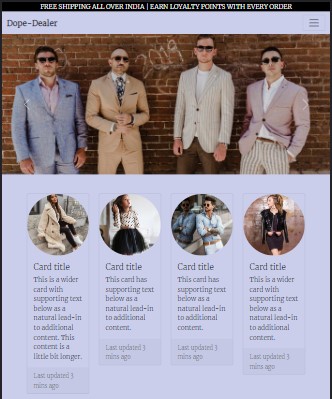 FREE SHIPPING ALL OVER INDIA | EARN LOYALTY POINTS WITH EVERY ORDER
Dope-Dealer
2019
Card title
This is a wider
card with
supporting text
below as a
natural lead-in
to additional
content. This
content is a
little bit longer.
Last updated 3
mins ago
Card title
This card has
supporting text
below as a
natural lead-in
to additional
content.
Last updated 3
mins ago
Card title
This card has
supporting text
below as a
natural lead-in
to additional
content.
Last updated 3
mins ago
Card title
This is a wider
card with
supporting text
below as a
natural lead-in
to additional
content.
Last updated 3
mins ago